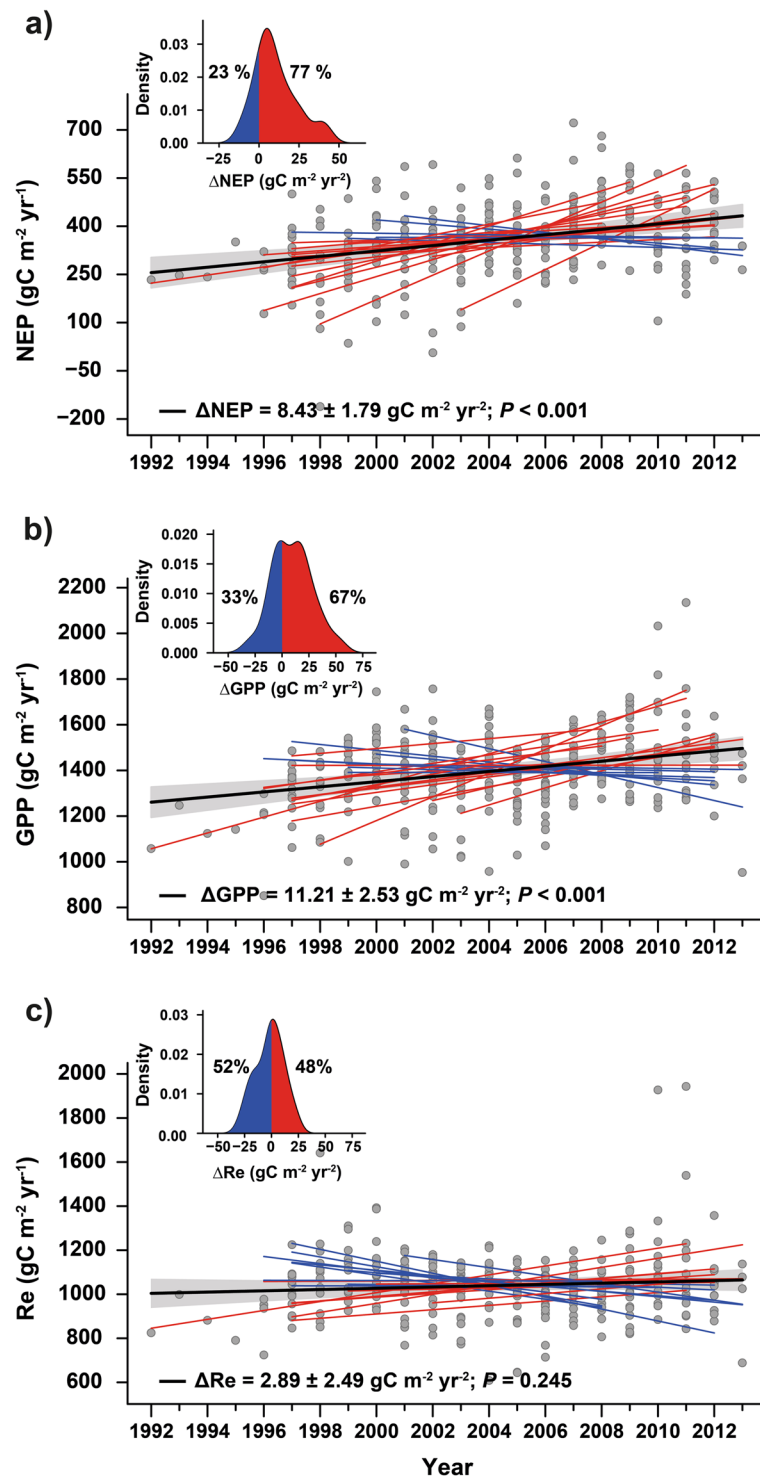 a)
Density
0.03
0.02
0.01
0.00
23 %
77 %
−25 0 25 50
ΔNEP (gC m⁻² yr⁻²)
NEP (gC m⁻² yr⁻¹)
700
550
400
250
100
−50
−200
ΔNEP = 8.43 ± 1.79 gC m⁻² yr⁻²; P < 0.001
1992 1994 1996 1998 2000 2002 2004 2006 2008 2010 2012
b)
Density
0.020
0.015
0.010
0.005
0.000
33%
67%
−50 −25 0 25 50 75
ΔGPP (gC m⁻² yr⁻²)
GPP (gC m⁻² yr⁻¹)
2200
2000
1800
1600
1400
1200
1000
800
ΔGPP = 11.21 ± 2.53 gC m⁻² yr⁻²; P < 0.001
1992 1994 1996 1998 2000 2002 2004 2006 2008 2010 2012
c)
Density
0.03
0.02
0.01
0.00
52%
48%
−50 −25 0 25 50 75
ΔRe (gC m⁻² yr⁻²)
Re (gC m⁻² yr⁻¹)
2000
1800
1600
1400
1200
1000
800
600
ΔRe = 2.89 ± 2.49 gC m⁻² yr⁻²; P = 0.245
1992 1994 1996 1998 2000 2002 2004 2006 2008 2010 2012
Year